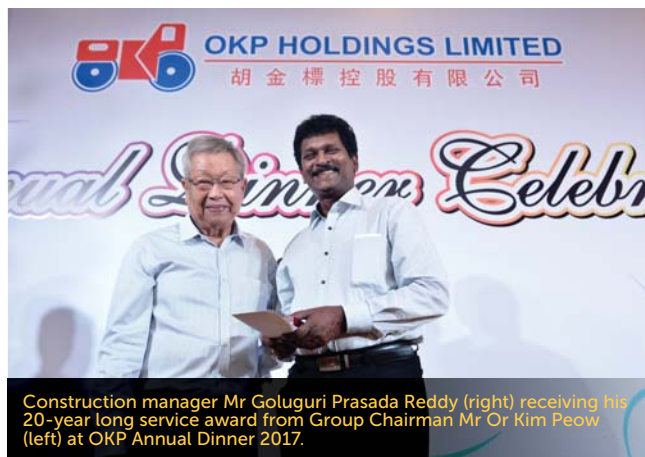 OKP HOLDINGS LIMITED
胡金標控股有限公司
Dinner
Construction manager Mr Goluguri Prasada Reddy (right) receiving his
20-year long service award from Group Chairman Mr Or Kim Peow
(left) at OKP Annual Dinner 2017.